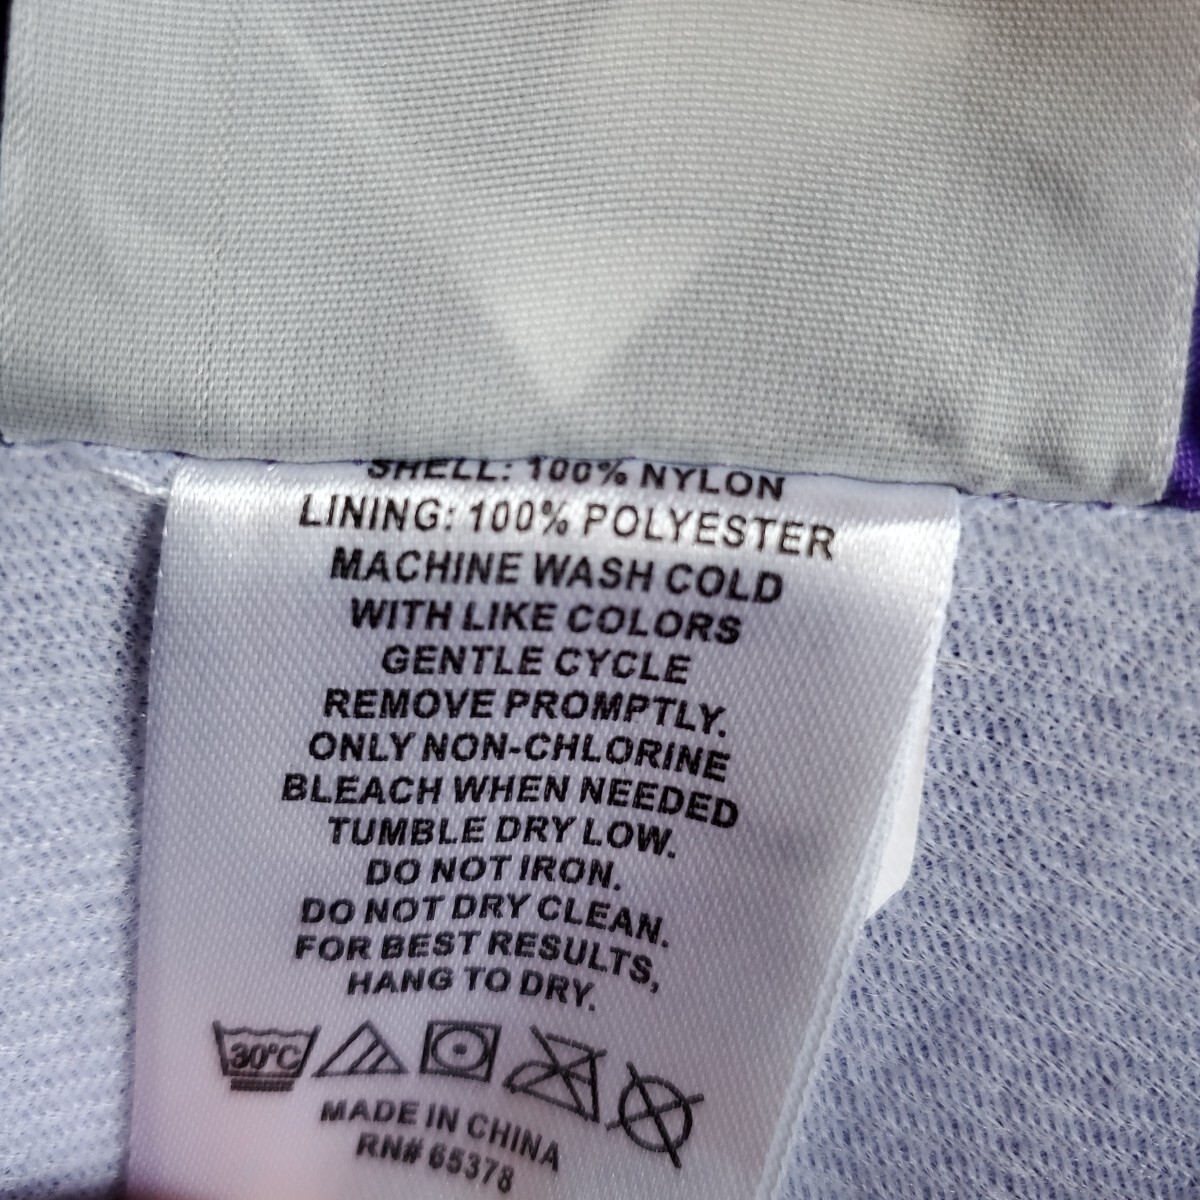 SHELL: 100% NYLON
LINING: 100% POLYESTER
MACHINE WASH COLD
WITH LIKE COLORS
GENTLE CYCLE
REMOVE PROMPTLY.
ONLY NON-CHLORINE
BLEACH WHEN NEEDED
TUMBLE DRY LOW.
DO NOT IRON.
DO NOT DRY CLEAN.
FOR BEST RESULTS,
HANG TO DRY.
30°C
MADE IN CHINA
RN# 65378